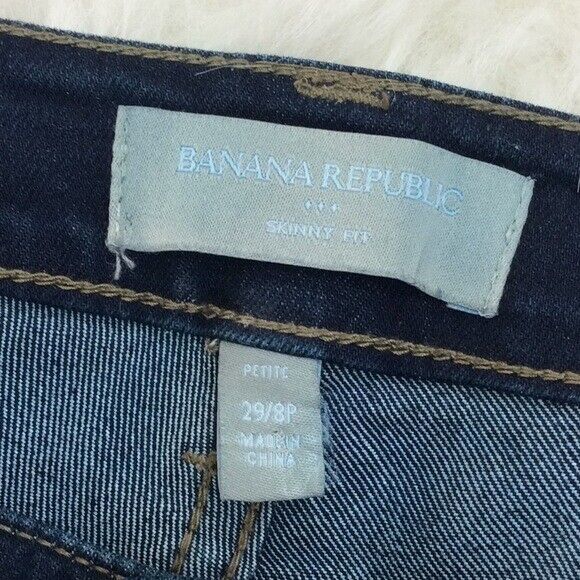 BANANA REPUBLIC
SKINNY FIT
PETITE
29/8P
MADE IN
CHINA